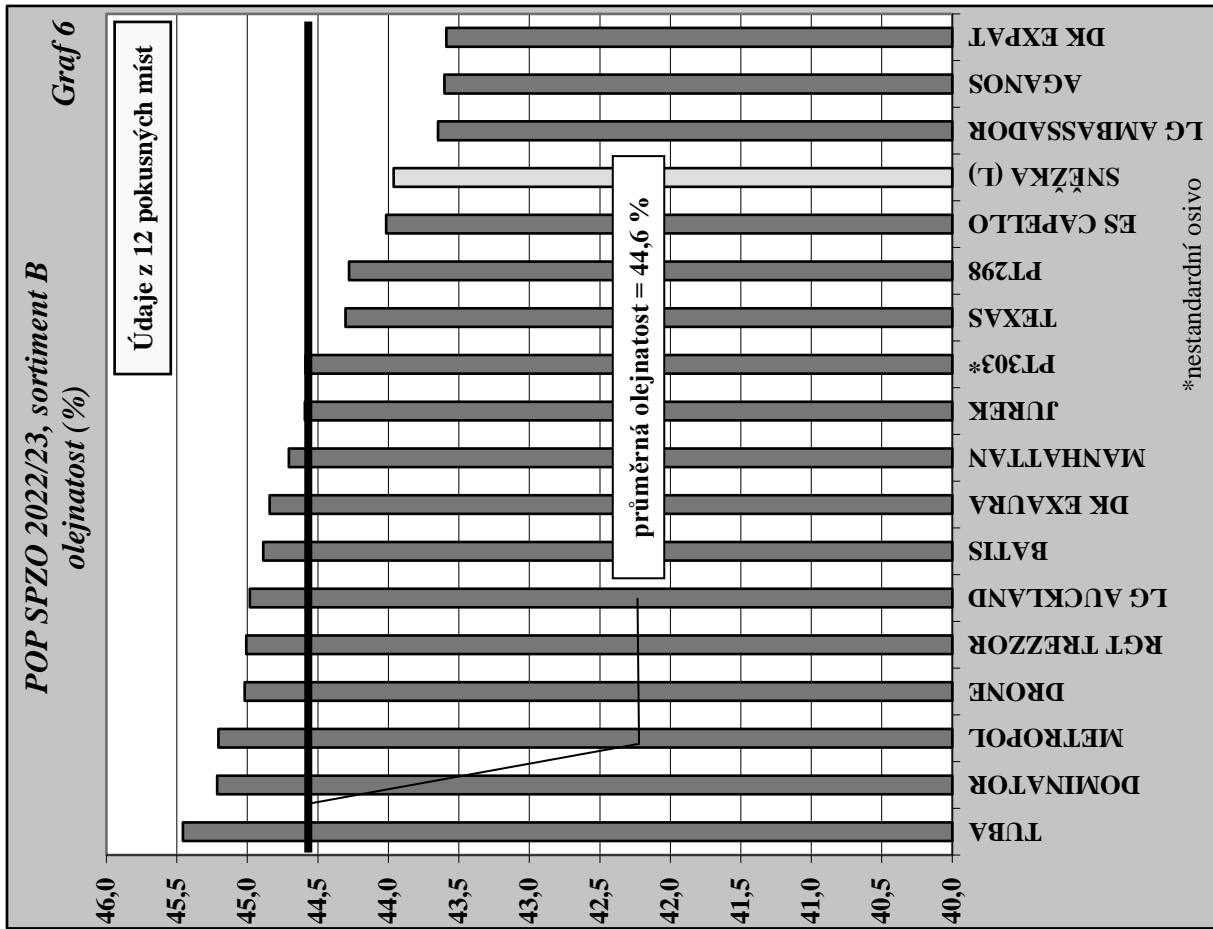 POP SPZO 2022/23, sortiment B
olejnatost (%)
Graf 6
Údaje z 12 pokusných míst
průměrná olejnatost = 44,6 %
46,0
45,5
45,0
44,5
44,0
43,5
43,0
42,5
42,0
41,5
41,0
40,5
40,0
TUBA
DOMINATOR
METROPOL
DRONE
RGT TREZZOR
LG AUCKLAND
BATIS
DK EXAURA
MANHATTAN
JUREK
PT303*
TEXAS
PT298
ES CAPELLO
SNĚŽKA (L)
LG AMBASSADOR
AGANOS
DK EXPAT
*nestandardní osivo